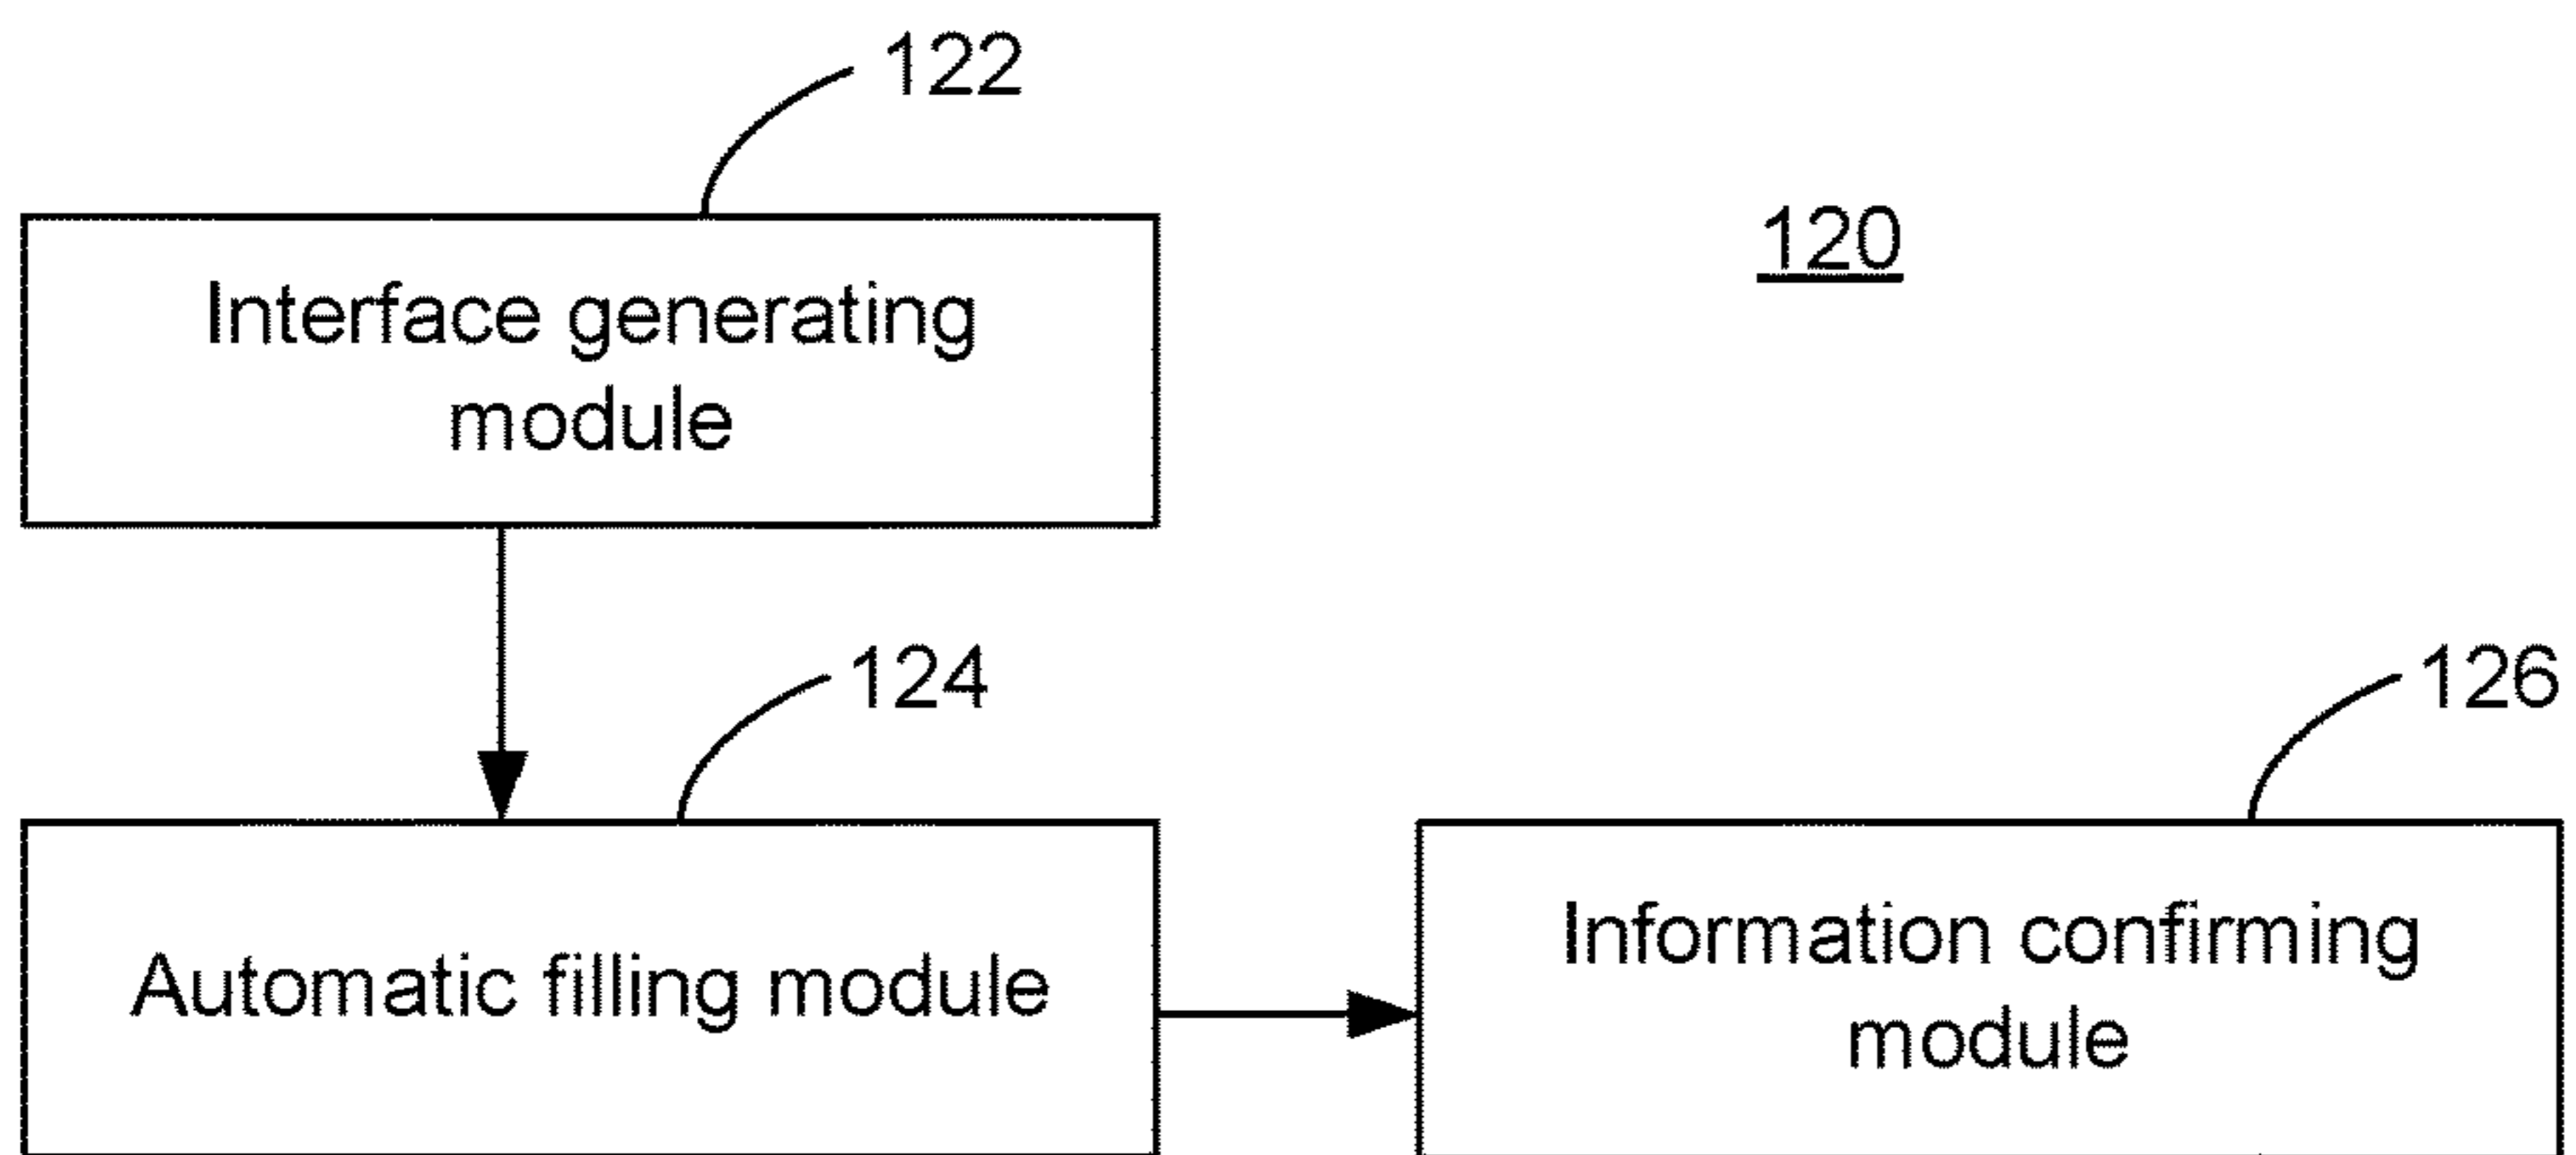 122
120
Interface generating
module
124
126
Automatic filling module
Information confirming
module